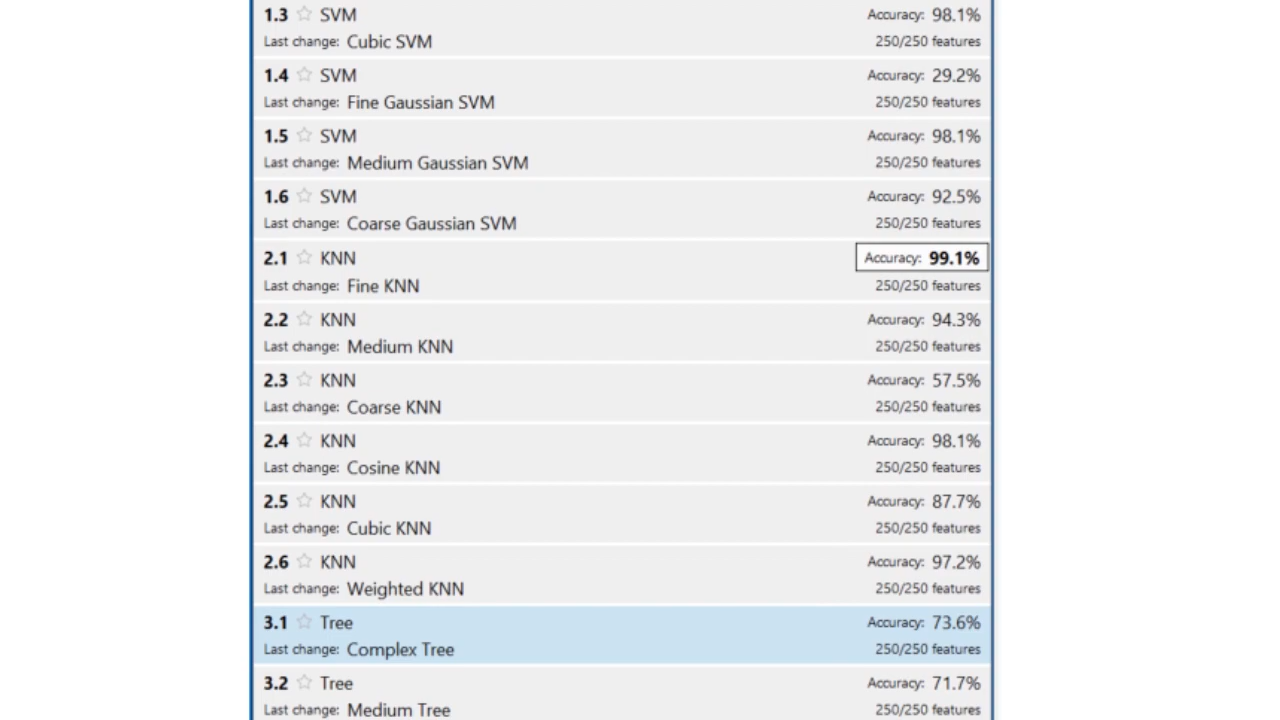 1.3 ☆ SVM Accuracy: 98.1%
Last change: Cubic SVM 250/250 features
1.4 ☆ SVM Accuracy: 29.2%
Last change: Fine Gaussian SVM 250/250 features
1.5 ☆ SVM Accuracy: 98.1%
Last change: Medium Gaussian SVM 250/250 features
1.6 ☆ SVM Accuracy: 92.5%
Last change: Coarse Gaussian SVM 250/250 features
2.1 ☆ KNN Accuracy: 99.1%
Last change: Fine KNN 250/250 features
2.2 ☆ KNN Accuracy: 94.3%
Last change: Medium KNN 250/250 features
2.3 ☆ KNN Accuracy: 57.5%
Last change: Coarse KNN 250/250 features
2.4 ☆ KNN Accuracy: 98.1%
Last change: Cosine KNN 250/250 features
2.5 ☆ KNN Accuracy: 87.7%
Last change: Cubic KNN 250/250 features
2.6 ☆ KNN Accuracy: 97.2%
Last change: Weighted KNN 250/250 features
3.1 ☆ Tree Accuracy: 73.6%
Last change: Complex Tree 250/250 features
3.2 ☆ Tree Accuracy: 71.7%
Last change: Medium Tree 250/250 features